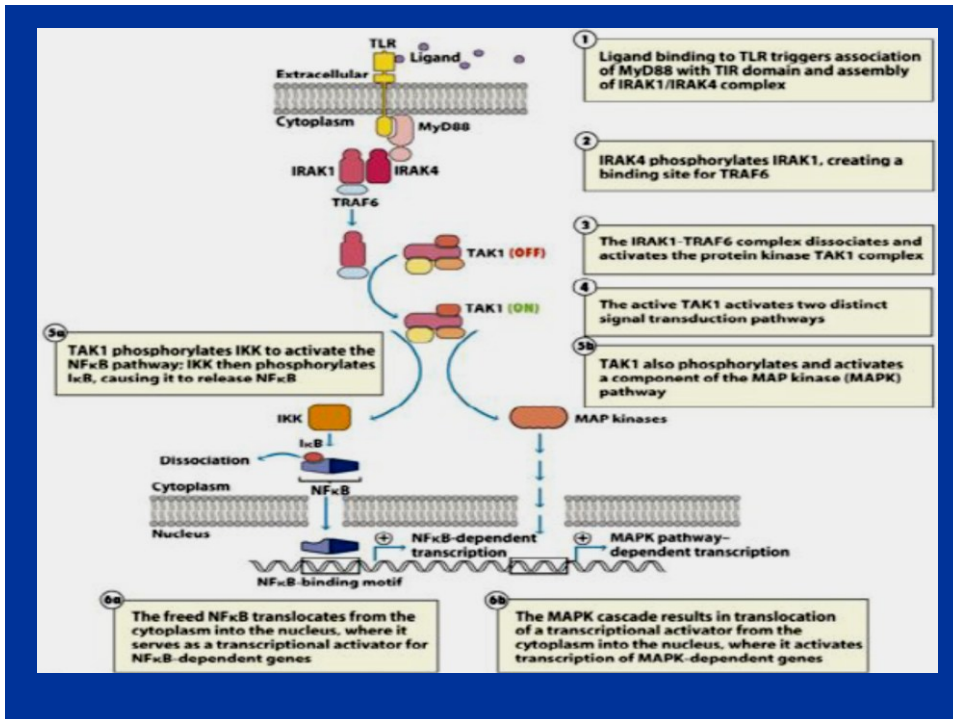 TLR
Ligand
Extracellular
Cytoplasm
MyD88
IRAK1
IRAK4
TRAF6
TAK1 (OFF)
TAK1 (ON)
1
Ligand binding to TLR triggers association
of MyD88 with TIR domain and assembly
of IRAK1/IRAK4 complex
2
IRAK4 phosphorylates IRAK1, creating a
binding site for TRAF6
3
The IRAK1-TRAF6 complex dissociates and
activates the protein kinase TAK1 complex
4
The active TAK1 activates two distinct
signal transduction pathways
5a
TAK1 phosphorylates IKK to activate the
NFκB pathway: IKK then phosphorylates
IκB, causing it to release NFκB
5b
TAK1 also phosphorylates and activates
a component of the MAP kinase (MAPK)
pathway
IKK
MAP kinases
IκB
Dissociation
NFκB
Cytoplasm
Nucleus
+
NFκB-dependent
transcription
+
MAPK pathway–
dependent transcription
NFκB-binding motif
6a
The freed NFκB translocates from the
cytoplasm into the nucleus, where it
serves as a transcriptional activator for
NFκB-dependent genes
6b
The MAPK cascade results in translocation
of a transcriptional activator from the
cytoplasm into the nucleus, where it activates
transcription of MAPK-dependent genes